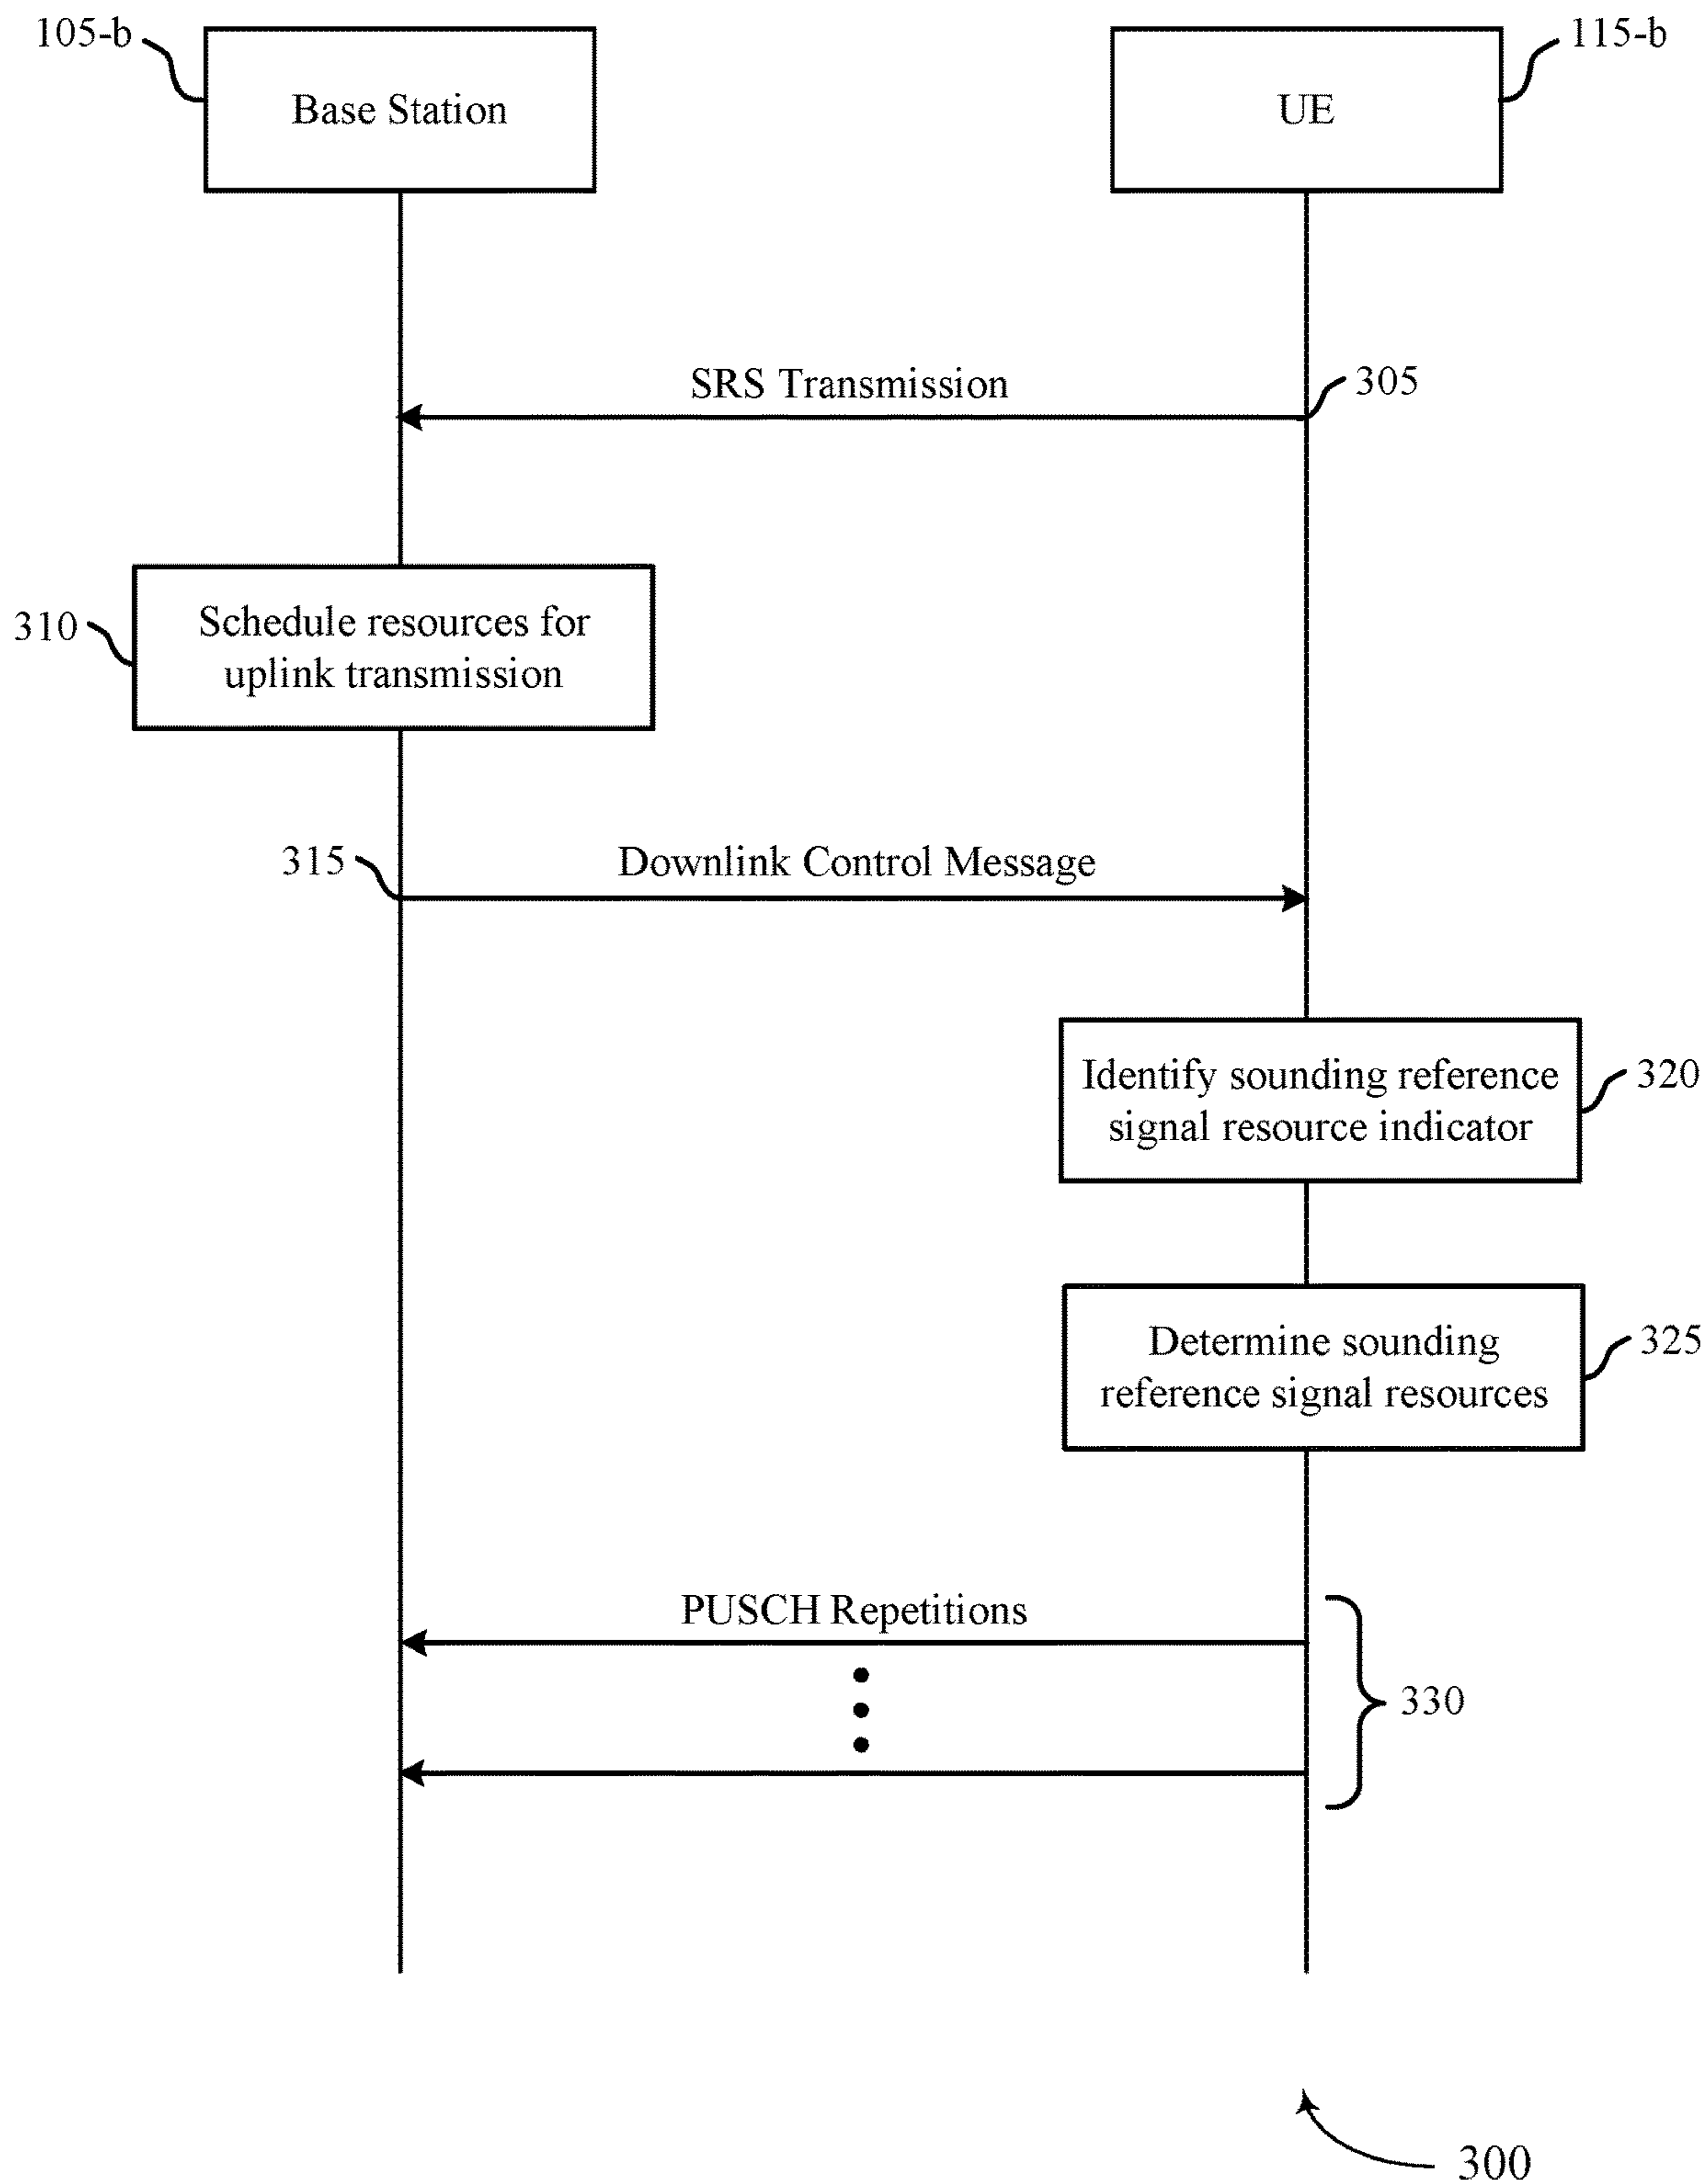 105-b
Base Station
UE
115-b
SRS Transmission
305
310
Schedule resources for
uplink transmission
315
Downlink Control Message
Identify sounding reference
signal resource indicator
320
Determine sounding
reference signal resources
325
PUSCH Repetitions
330
300